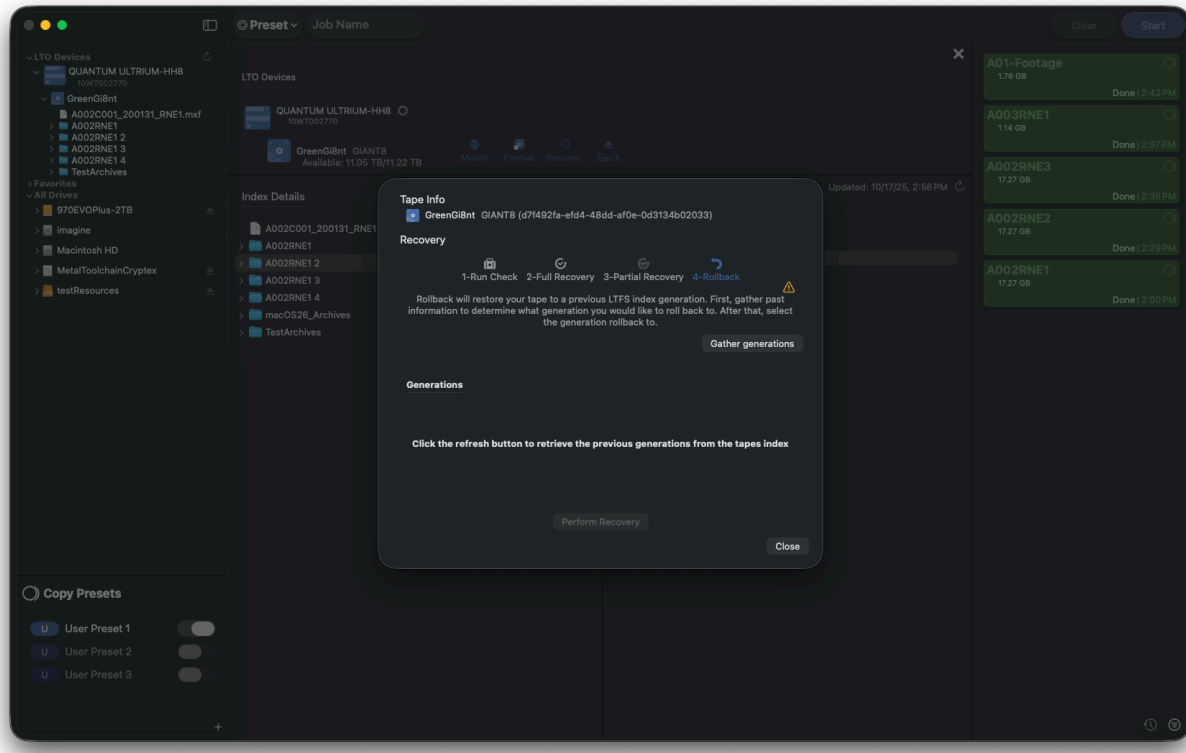 Preset
Job Name
Clear
Start
LTO Devices
QUANTUM ULTRIUM-HH8
10WT002770
GreenGi8nt
A002C001_200131_RNE1.mxf
A002RNE1
A002RNE1 2
A002RNE1 3
A002RNE1 4
TestArchives
Favorites
All Drives
970EVOPlus-2TB
imagine
Macintosh HD
MetalToolchainCryptex
testResources
Copy Presets
U User Preset 1
U User Preset 2
U User Preset 3
+
LTO Devices
QUANTUM ULTRIUM-HH8
10WT002770
GreenGi8nt GIANT8
Available: 11.05 TB/11.22 TB
Mount Format Recover Eject
Index Details
Updated: 10/17/25, 2:56 PM
A002C001_200131_RNE1
A002RNE1
A002RNE1 2
A002RNE1 3
A002RNE1 4
macOS26_Archives
TestArchives
Tape Info
GreenGi8nt GIANT8 (d7f492fa-efd4-48dd-af0e-0d3134b02033)
Recovery
1-Run Check 2-Full Recovery 3-Partial Recovery 4-Rollback
Rollback will restore your tape to a previous LTFS index generation. First, gather past
information to determine what generation you would like to roll back to. After that, select
the generation rollback to.
Gather generations
Generations
Click the refresh button to retrieve the previous generations from the tapes index
Perform Recovery
Close
A01-Footage
1.76 GB
Done | 2:42 PM
A003RNE1
1.14 GB
Done | 2:37 PM
A002RNE3
17.27 GB
Done | 2:35 PM
A002RNE2
17.27 GB
Done | 2:29 PM
A002RNE1
17.27 GB
Done | 2:00 PM